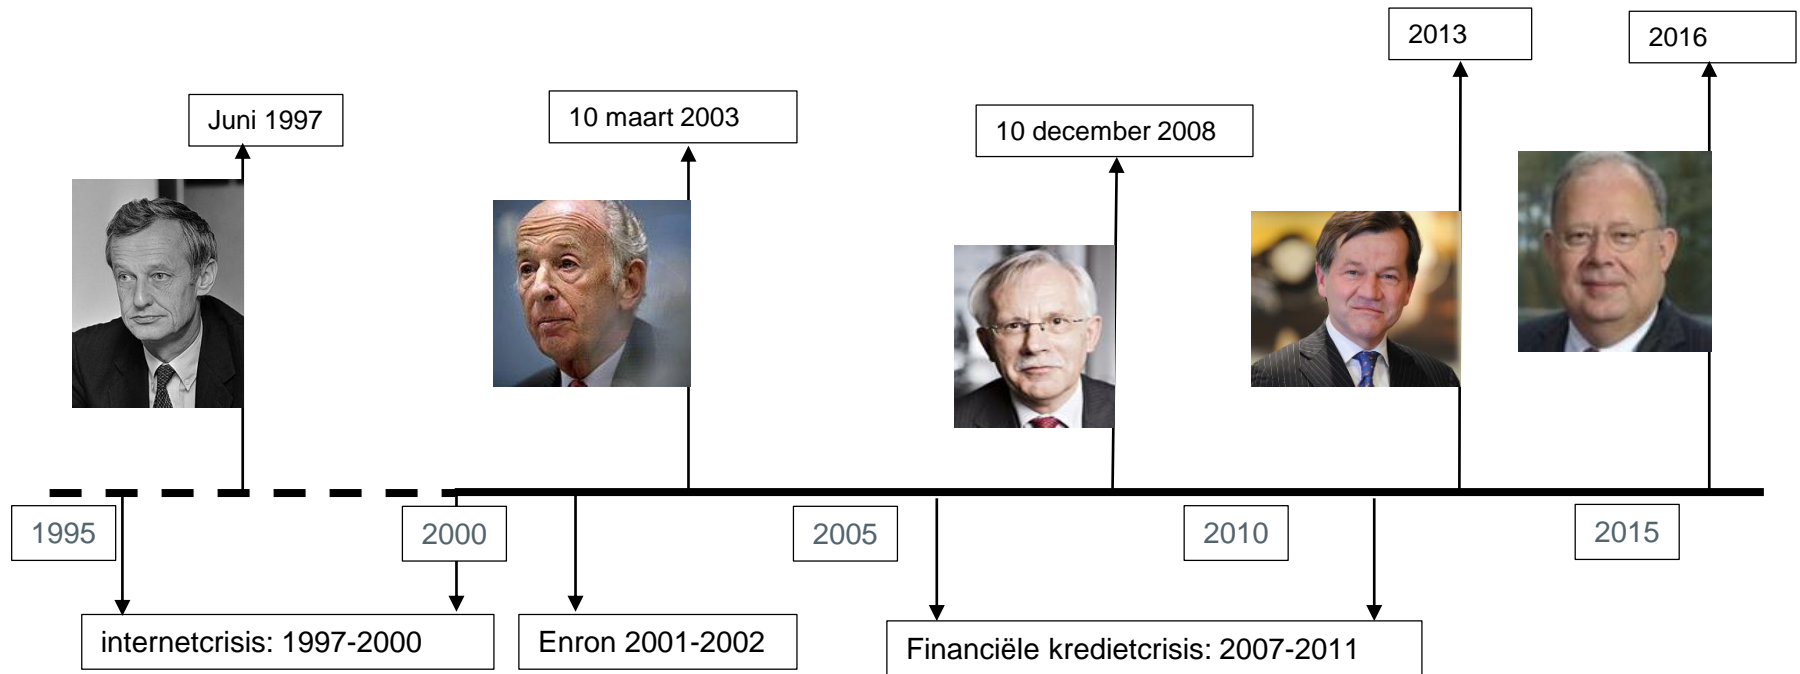 2013
2016
Juni 1997
10 maart 2003
10 december 2008
1995
2000
2005
2010
2015
internetcrisis: 1997-2000
Enron 2001-2002
Financiële kredietcrisis: 2007-2011